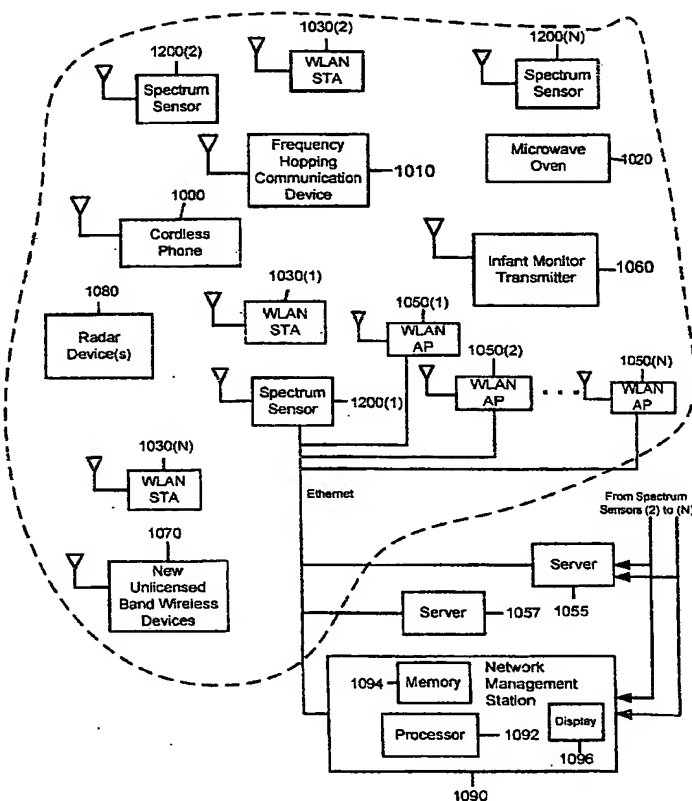 1200(2)
Spectrum
Sensor
1030(2)
WLAN
STA
1200(N)
Spectrum
Sensor
Frequency
Hopping
Communication
Device
1010
Microwave
Oven
1020
1000
Cordless
Phone
Infant Monitor
Transmitter
1060
1080
Radar
Device(s)
1030(1)
WLAN
STA
1050(1)
WLAN
AP
1050(2)
WLAN
AP
1050(N)
WLAN
AP
Spectrum
Sensor
1200(1)
1030(N)
WLAN
STA
Ethernet
From Spectrum
Sensors (2) to (N)
1070
New
Unlicensed
Band Wireless
Devices
Server
1055
Server
1057
Network
Management
Station
1094
Memory
Processor
1092
Display
1096
1090